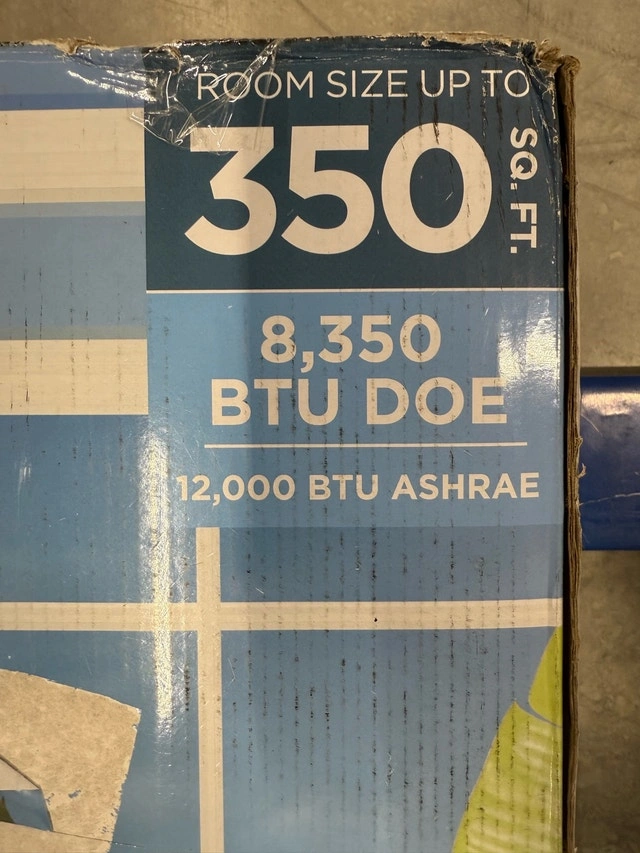 ROOM SIZE UP TO
350 SQ. FT.
8,350
BTU DOE
12,000 BTU ASHRAE